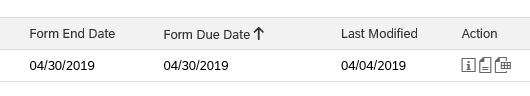 Form End Date Form Due Date Last Modified Action
04/30/2019 04/30/2019 04/04/2019